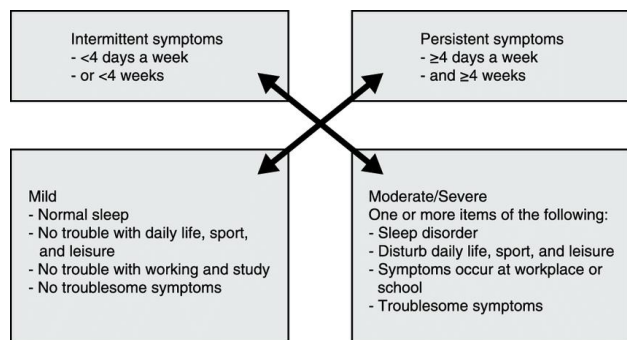 Intermittent symptoms
- <4 days a week
- or <4 weeks
Persistent symptoms
- ≥4 days a week
- and ≥4 weeks
Mild
- Normal sleep
- No trouble with daily life, sport,
and leisure
- No trouble with working and study
- No troublesome symptoms
Moderate/Severe
One or more items of the following:
- Sleep disorder
- Disturb daily life, sport, and leisure
- Symptoms occur at workplace or
school
- Troublesome symptoms